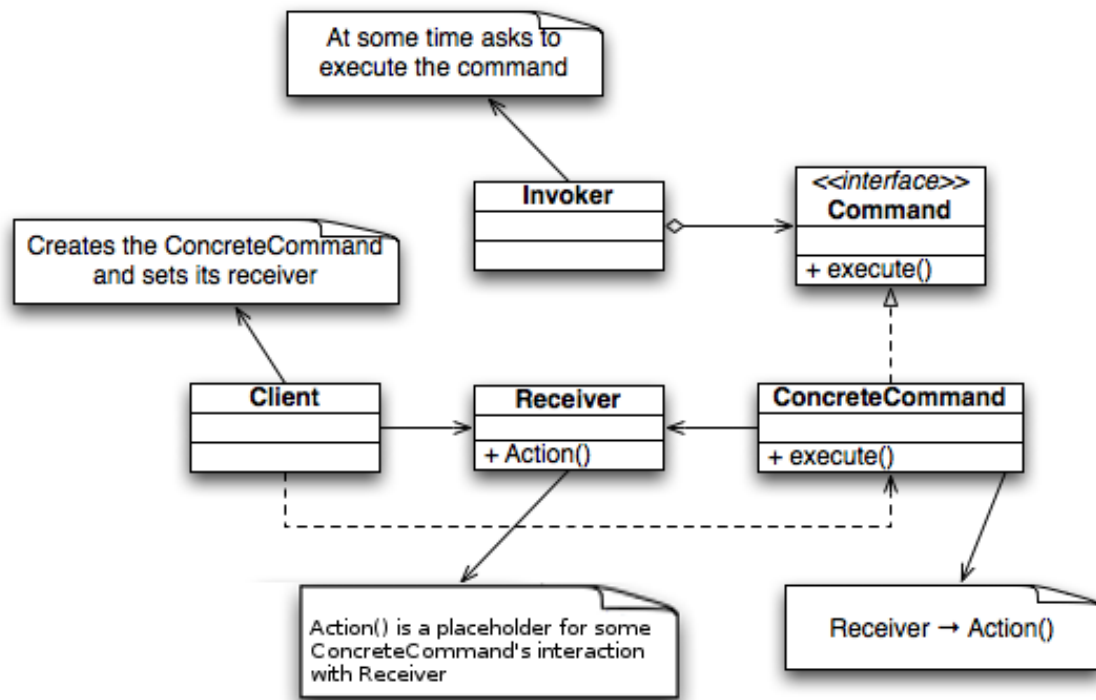 At some time asks to
execute the command
Invoker
<<interface>>
Command
+ execute()
Creates the ConcreteCommand
and sets its receiver
Client
Receiver
+ Action()
ConcreteCommand
+ execute()
Action() is a placeholder for some
ConcreteCommand's interaction
with Receiver
Receiver → Action()